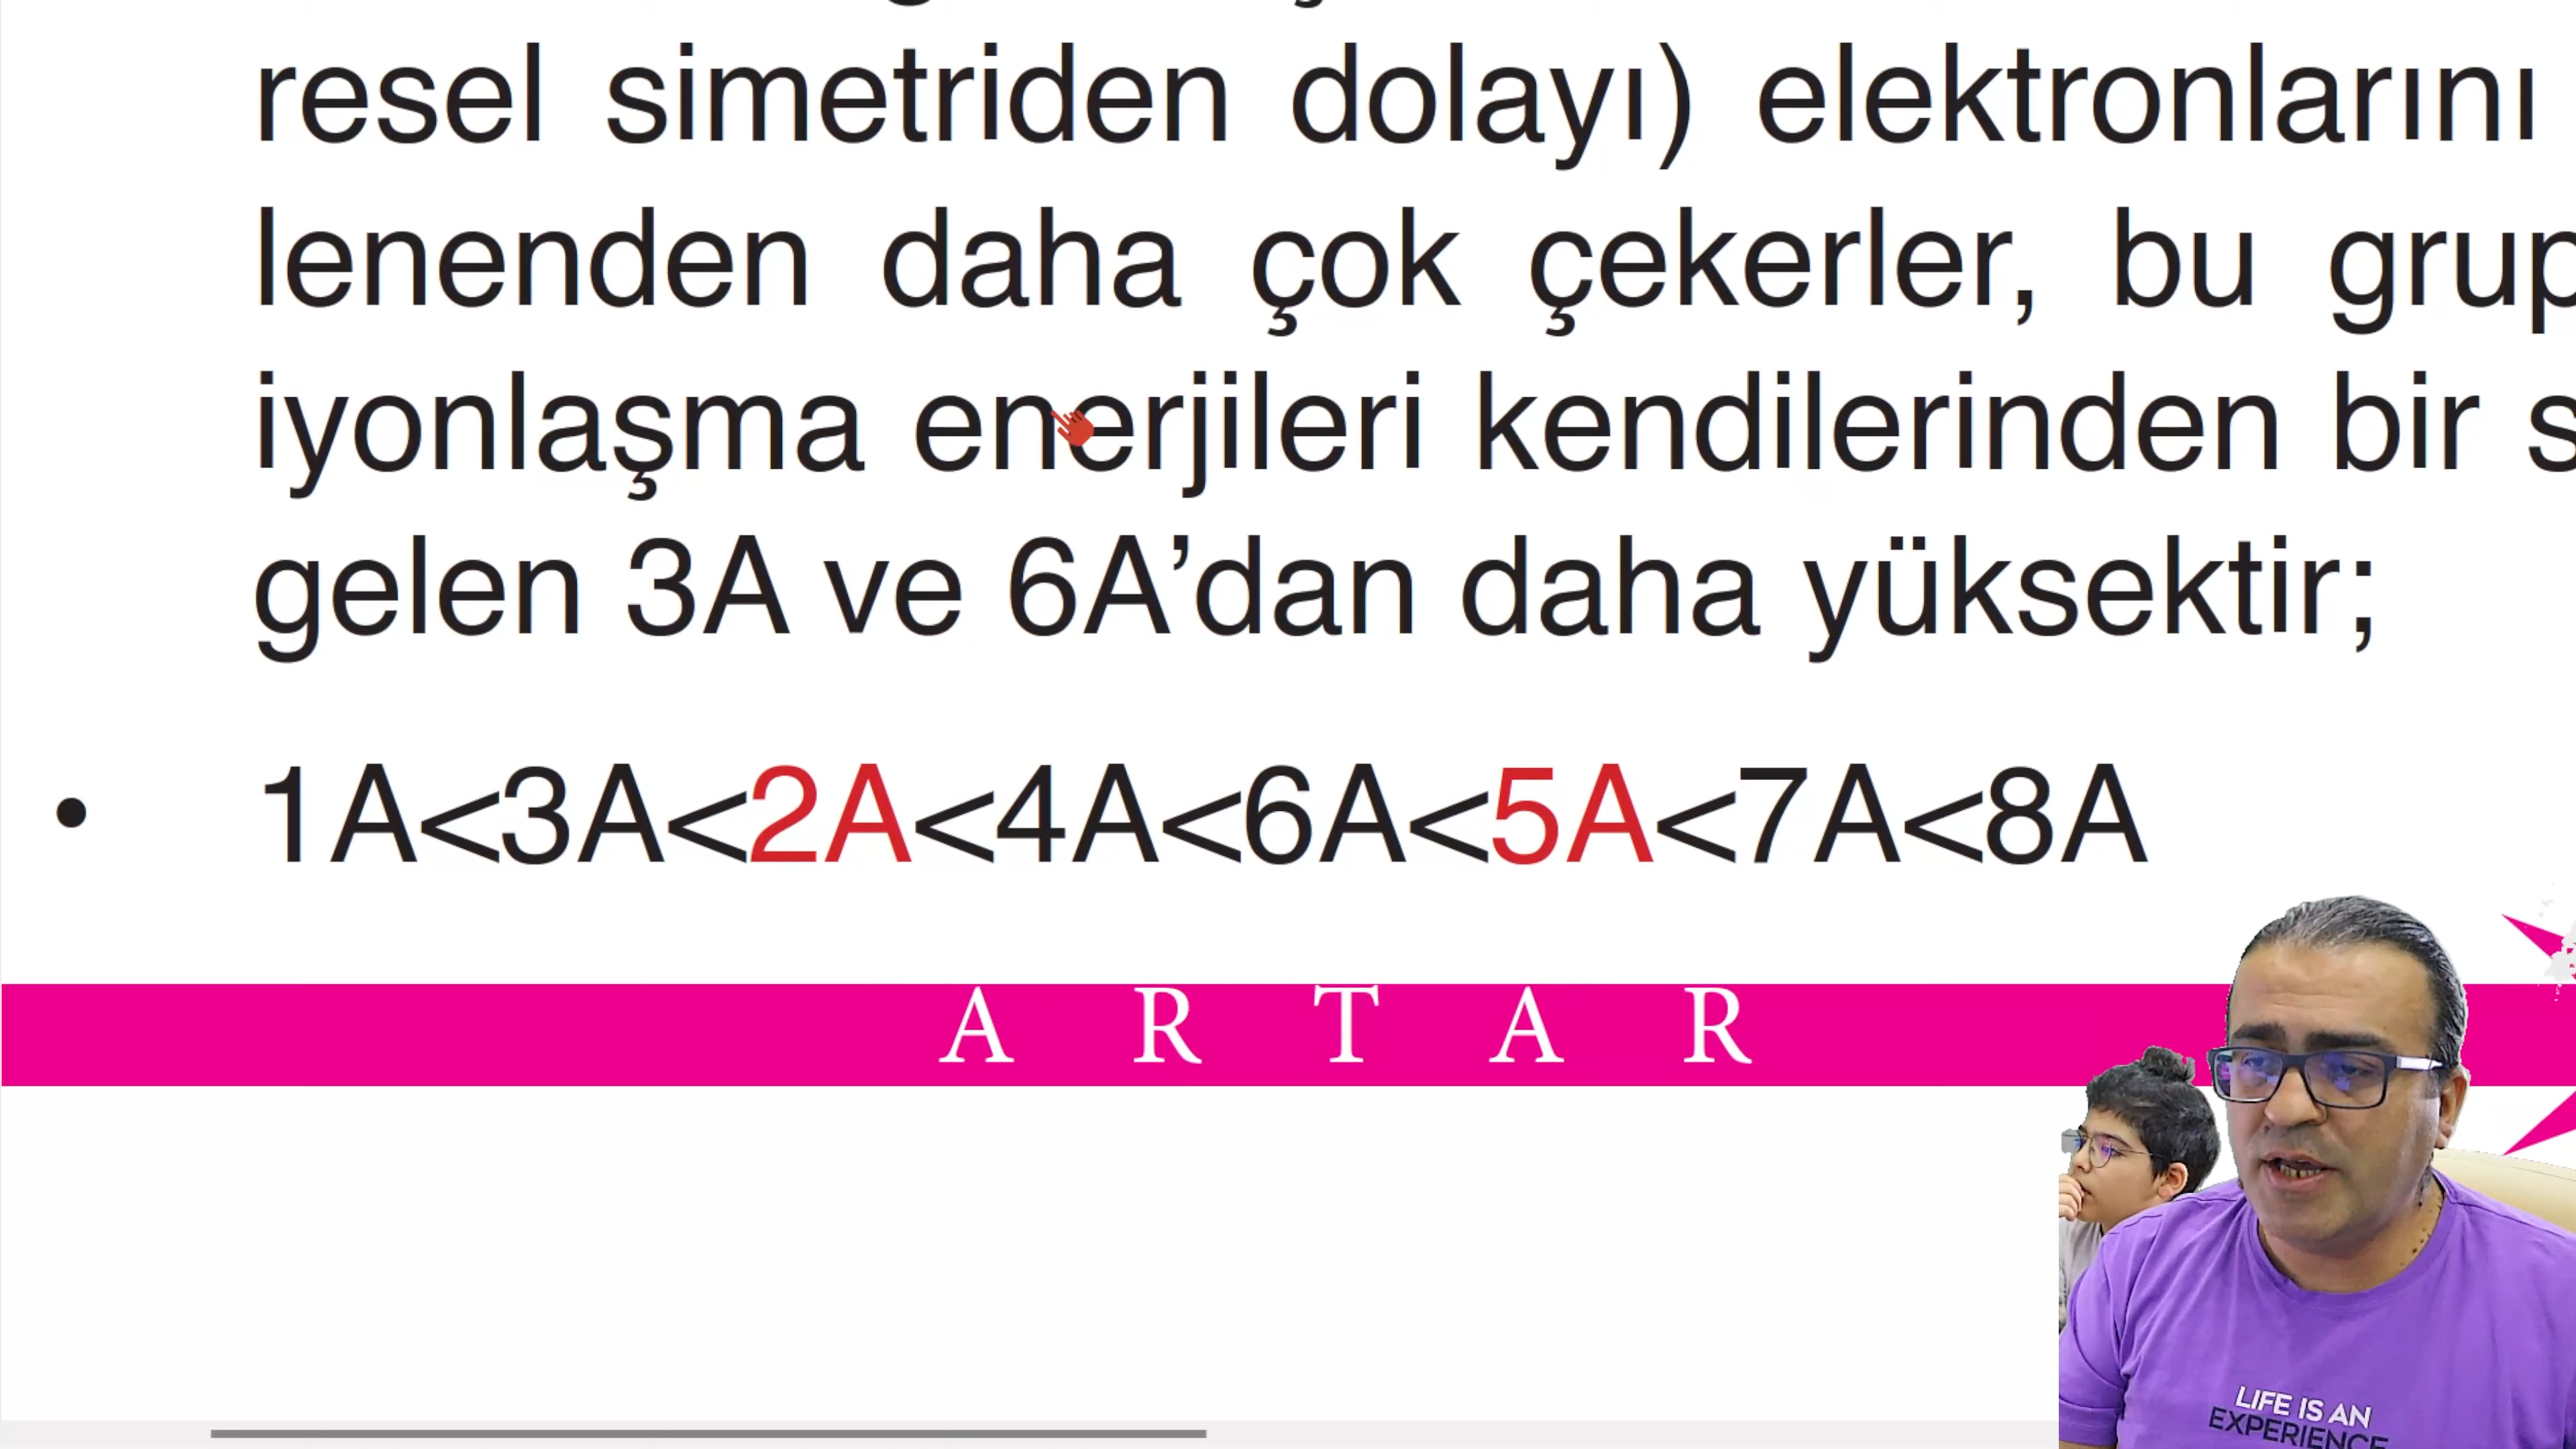 resel simetriden dolayı) elektronlarını
lenenden daha çok çekerler, bu grup
iyonlaşma enerjileri kendilerinden bir
gelen 3A ve 6A’dan daha yüksektir;
• 1A<3A<2A<4A<6A<5A<7A<8A
A R T A R
LIFE IS AN
EXPERIENCE